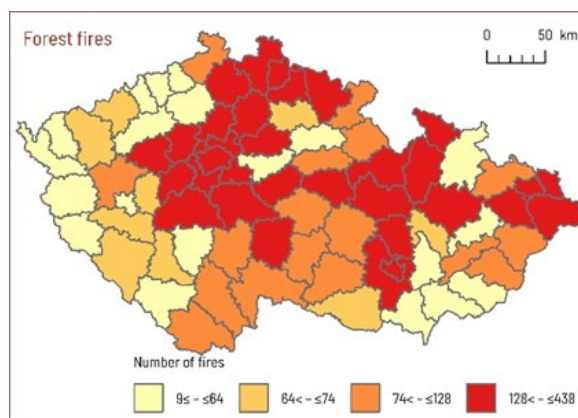 Forest fires
0 50 km
Number of fires
9≤ - ≤64 64< - ≤74 74< - ≤128 128< - ≤438